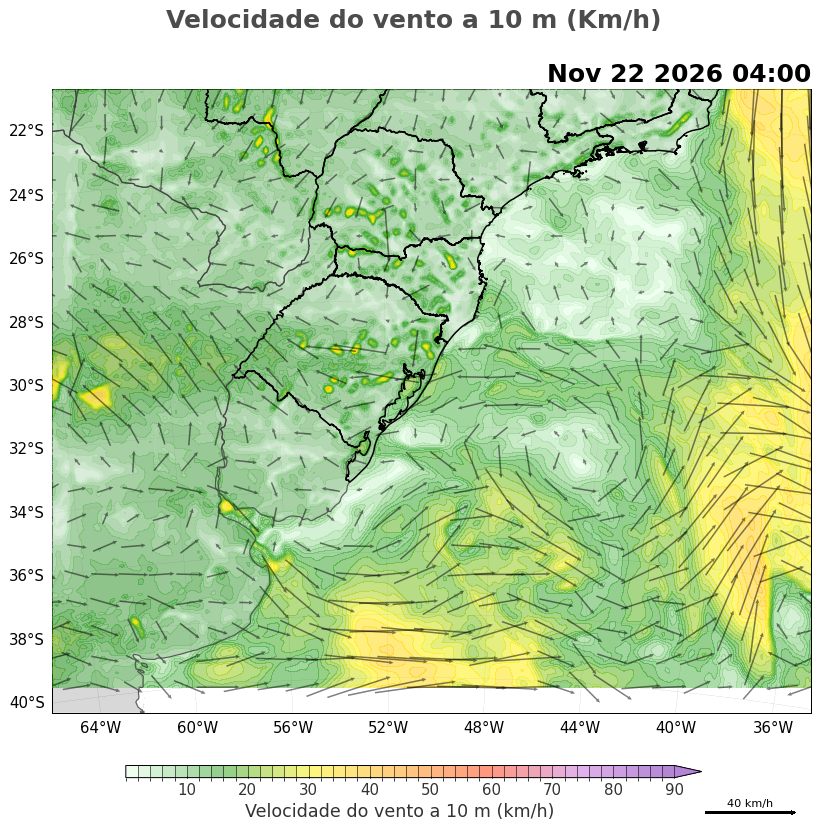 Velocidade do vento a 10 m (Km/h)
Nov 22 2026 04:00
22°S
24°S
26°S
28°S
30°S
32°S
34°S
36°S
38°S
40°S
64°W 60°W 56°W 52°W 48°W 44°W 40°W 36°W
10 20 30 40 50 60 70 80 90
Velocidade do vento a 10 m (km/h)
40 km/h